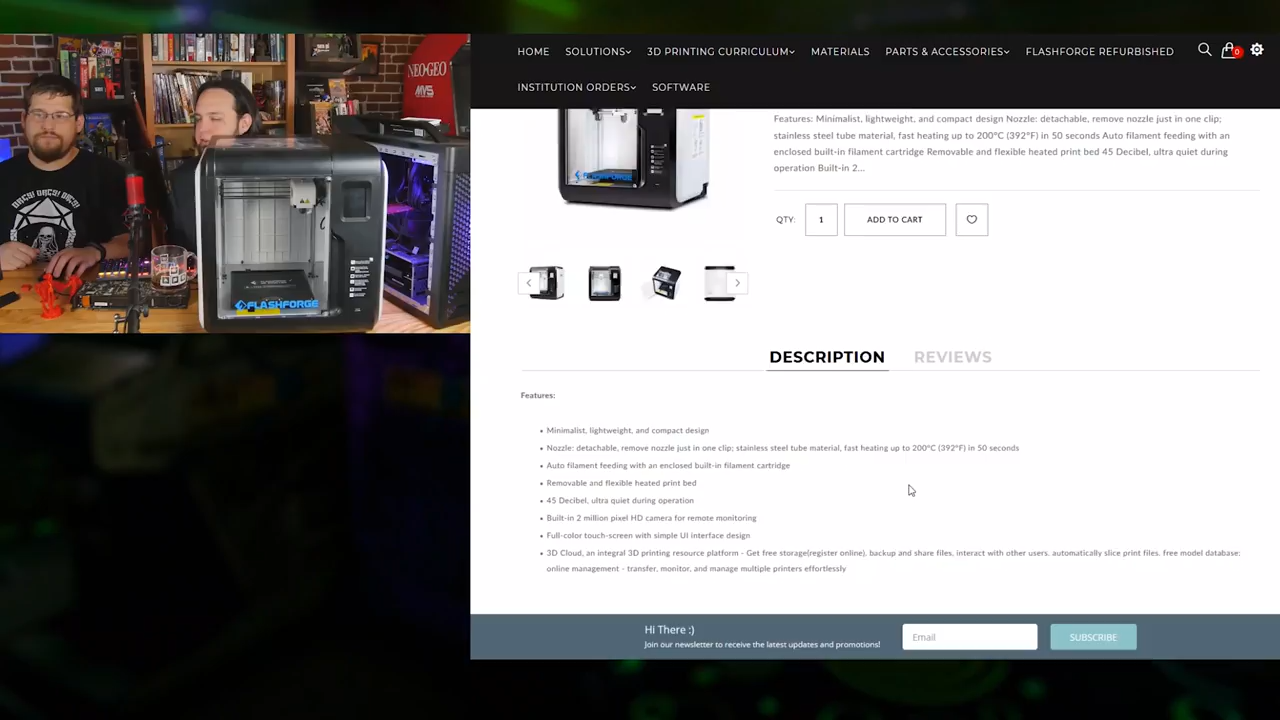 HOME SOLUTIONS 3D PRINTING CURRICULUM MATERIALS PARTS & ACCESSORIES FLASHFORGE REFURBISHED 0
INSTITUTION ORDERS SOFTWARE
NEO-GEO
MVS
DRCS! DRCS! DRCS!
FLASHFORGE
FLASHFORGE
Features: Minimalist, lightweight, and compact design Nozzle: detachable, remove nozzle just in one clip;
stainless steel tube material, fast heating up to 200°C (392°F) in 50 seconds Auto filament feeding with an
enclosed built-in filament cartridge Removable and flexible heated print bed 45 Decibel, ultra quiet during
operation Built-in 2...
QTY: 1 ADD TO CART
DESCRIPTION REVIEWS
Features:
• Minimalist, lightweight, and compact design
• Nozzle: detachable, remove nozzle just in one clip; stainless steel tube material, fast heating up to 200°C (392°F) in 50 seconds
• Auto filament feeding with an enclosed built-in filament cartridge
• Removable and flexible heated print bed
• 45 Decibel, ultra quiet during operation
• Built-in 2 million pixel HD camera for remote monitoring
• Full-color touch-screen with simple UI interface design
• 3D Cloud, an integral 3D printing resource platform - Get free storage(register online), backup and share files, interact with other users. automatically slice print files. free model database:
online management - transfer, monitor, and manage multiple printers effortlessly
Hi There :)
Join our newsletter to receive the latest updates and promotions!
Email
SUBSCRIBE